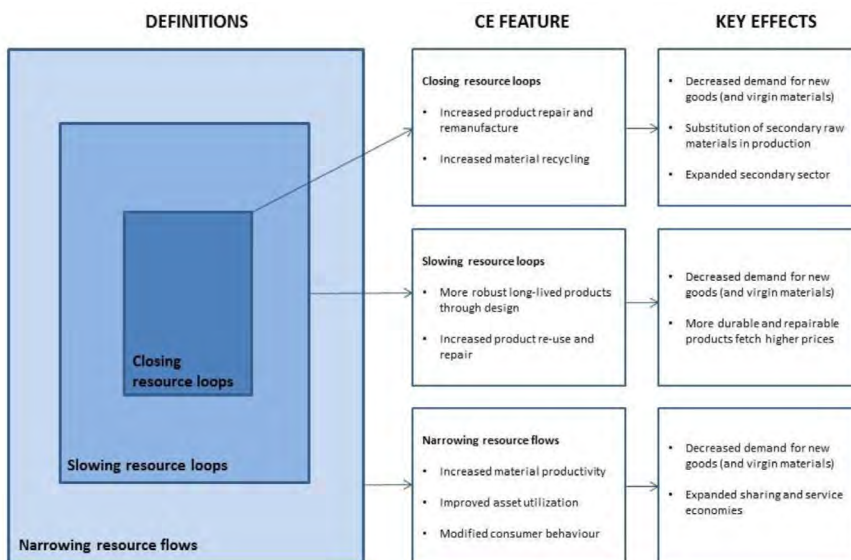 DEFINITIONS
CE FEATURE
KEY EFFECTS
Closing
resource loops
Slowing resource loops
Narrowing resource flows
Closing resource loops
• Increased product repair and
remanufacture
• Increased material recycling
• Decreased demand for new
goods (and virgin materials)
• Substitution of secondary raw
materials in production
• Expanded secondary sector
Slowing resource loops
• More robust long-lived products
through design
• Increased product re-use and
repair
• Decreased demand for new
goods (and virgin materials)
• More durable and repairable
products fetch higher prices
Narrowing resource flows
• Increased material productivity
• Improved asset utilization
• Modified consumer behaviour
• Decreased demand for new
goods (and virgin materials)
• Expanded sharing and service
economies